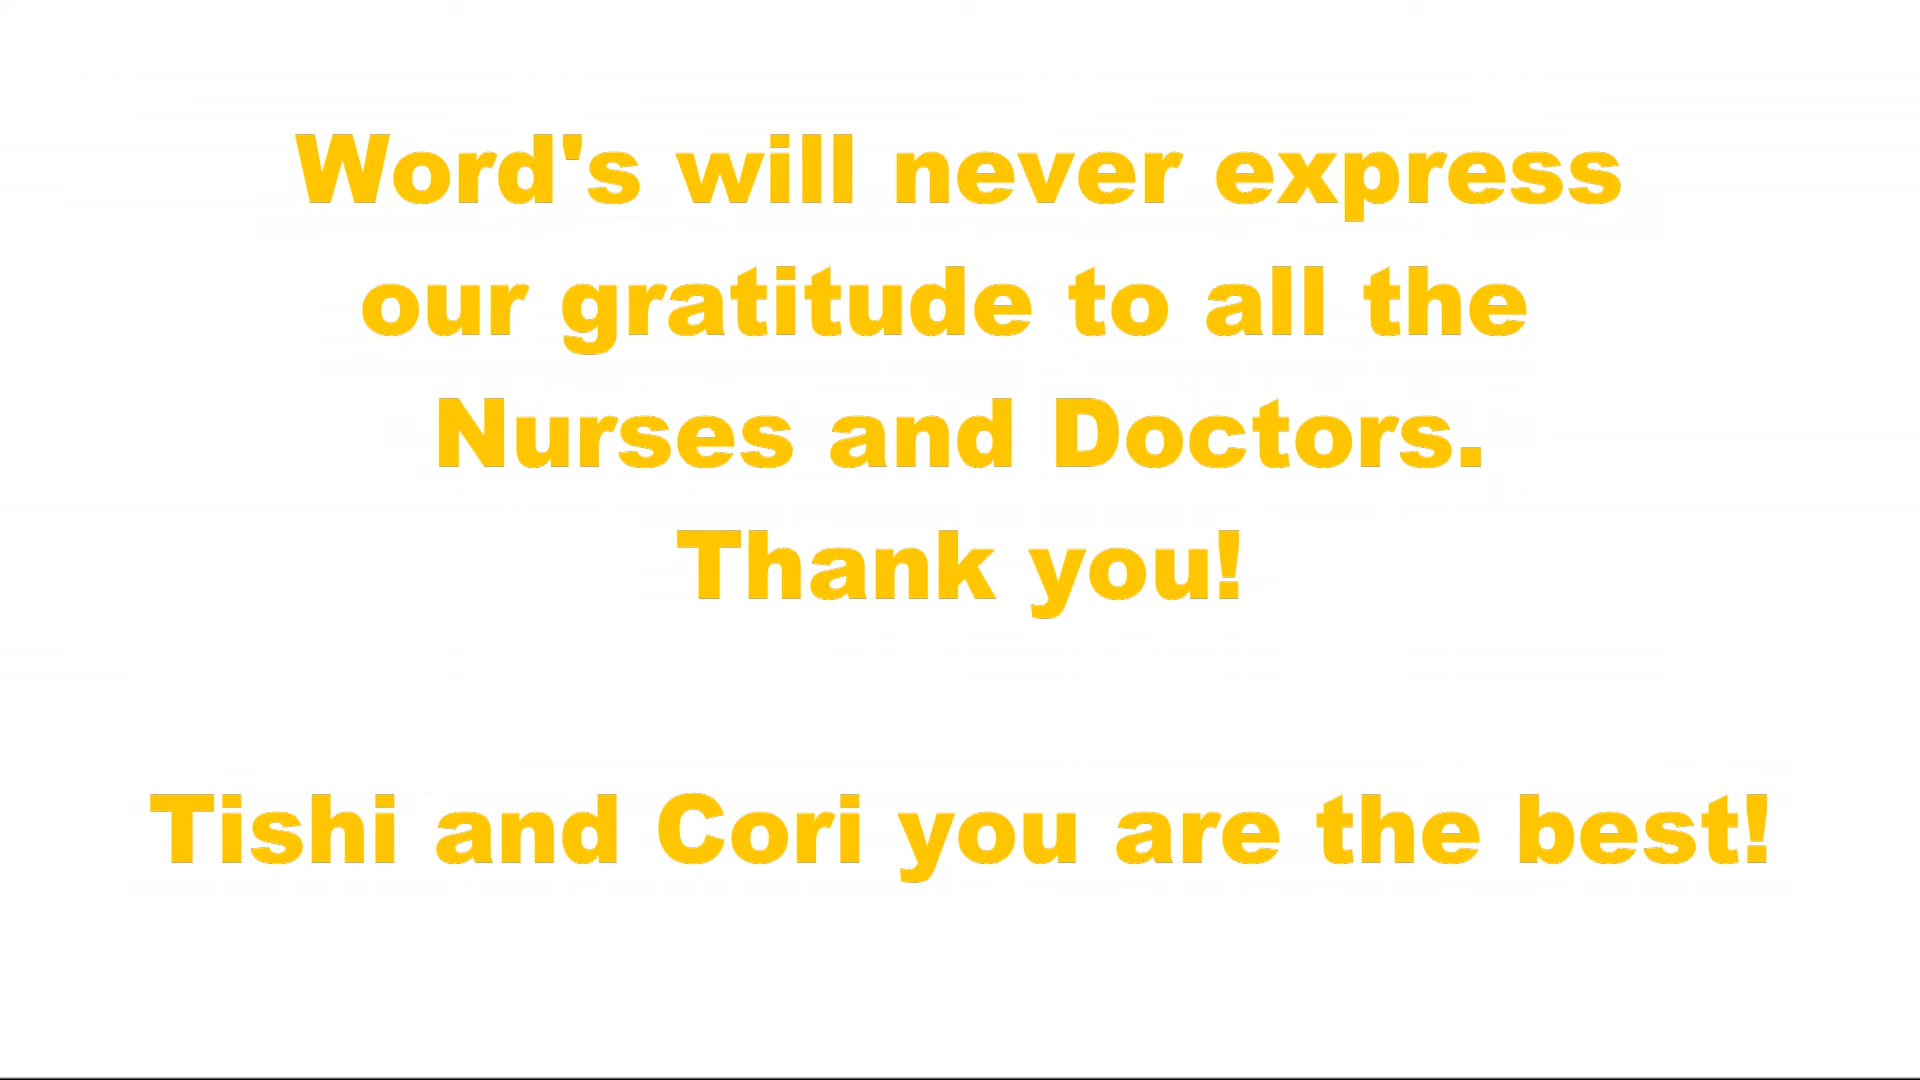 Word's will never express
our gratitude to all the
Nurses and Doctors.
Thank you!
Tishi and Cori you are the best!